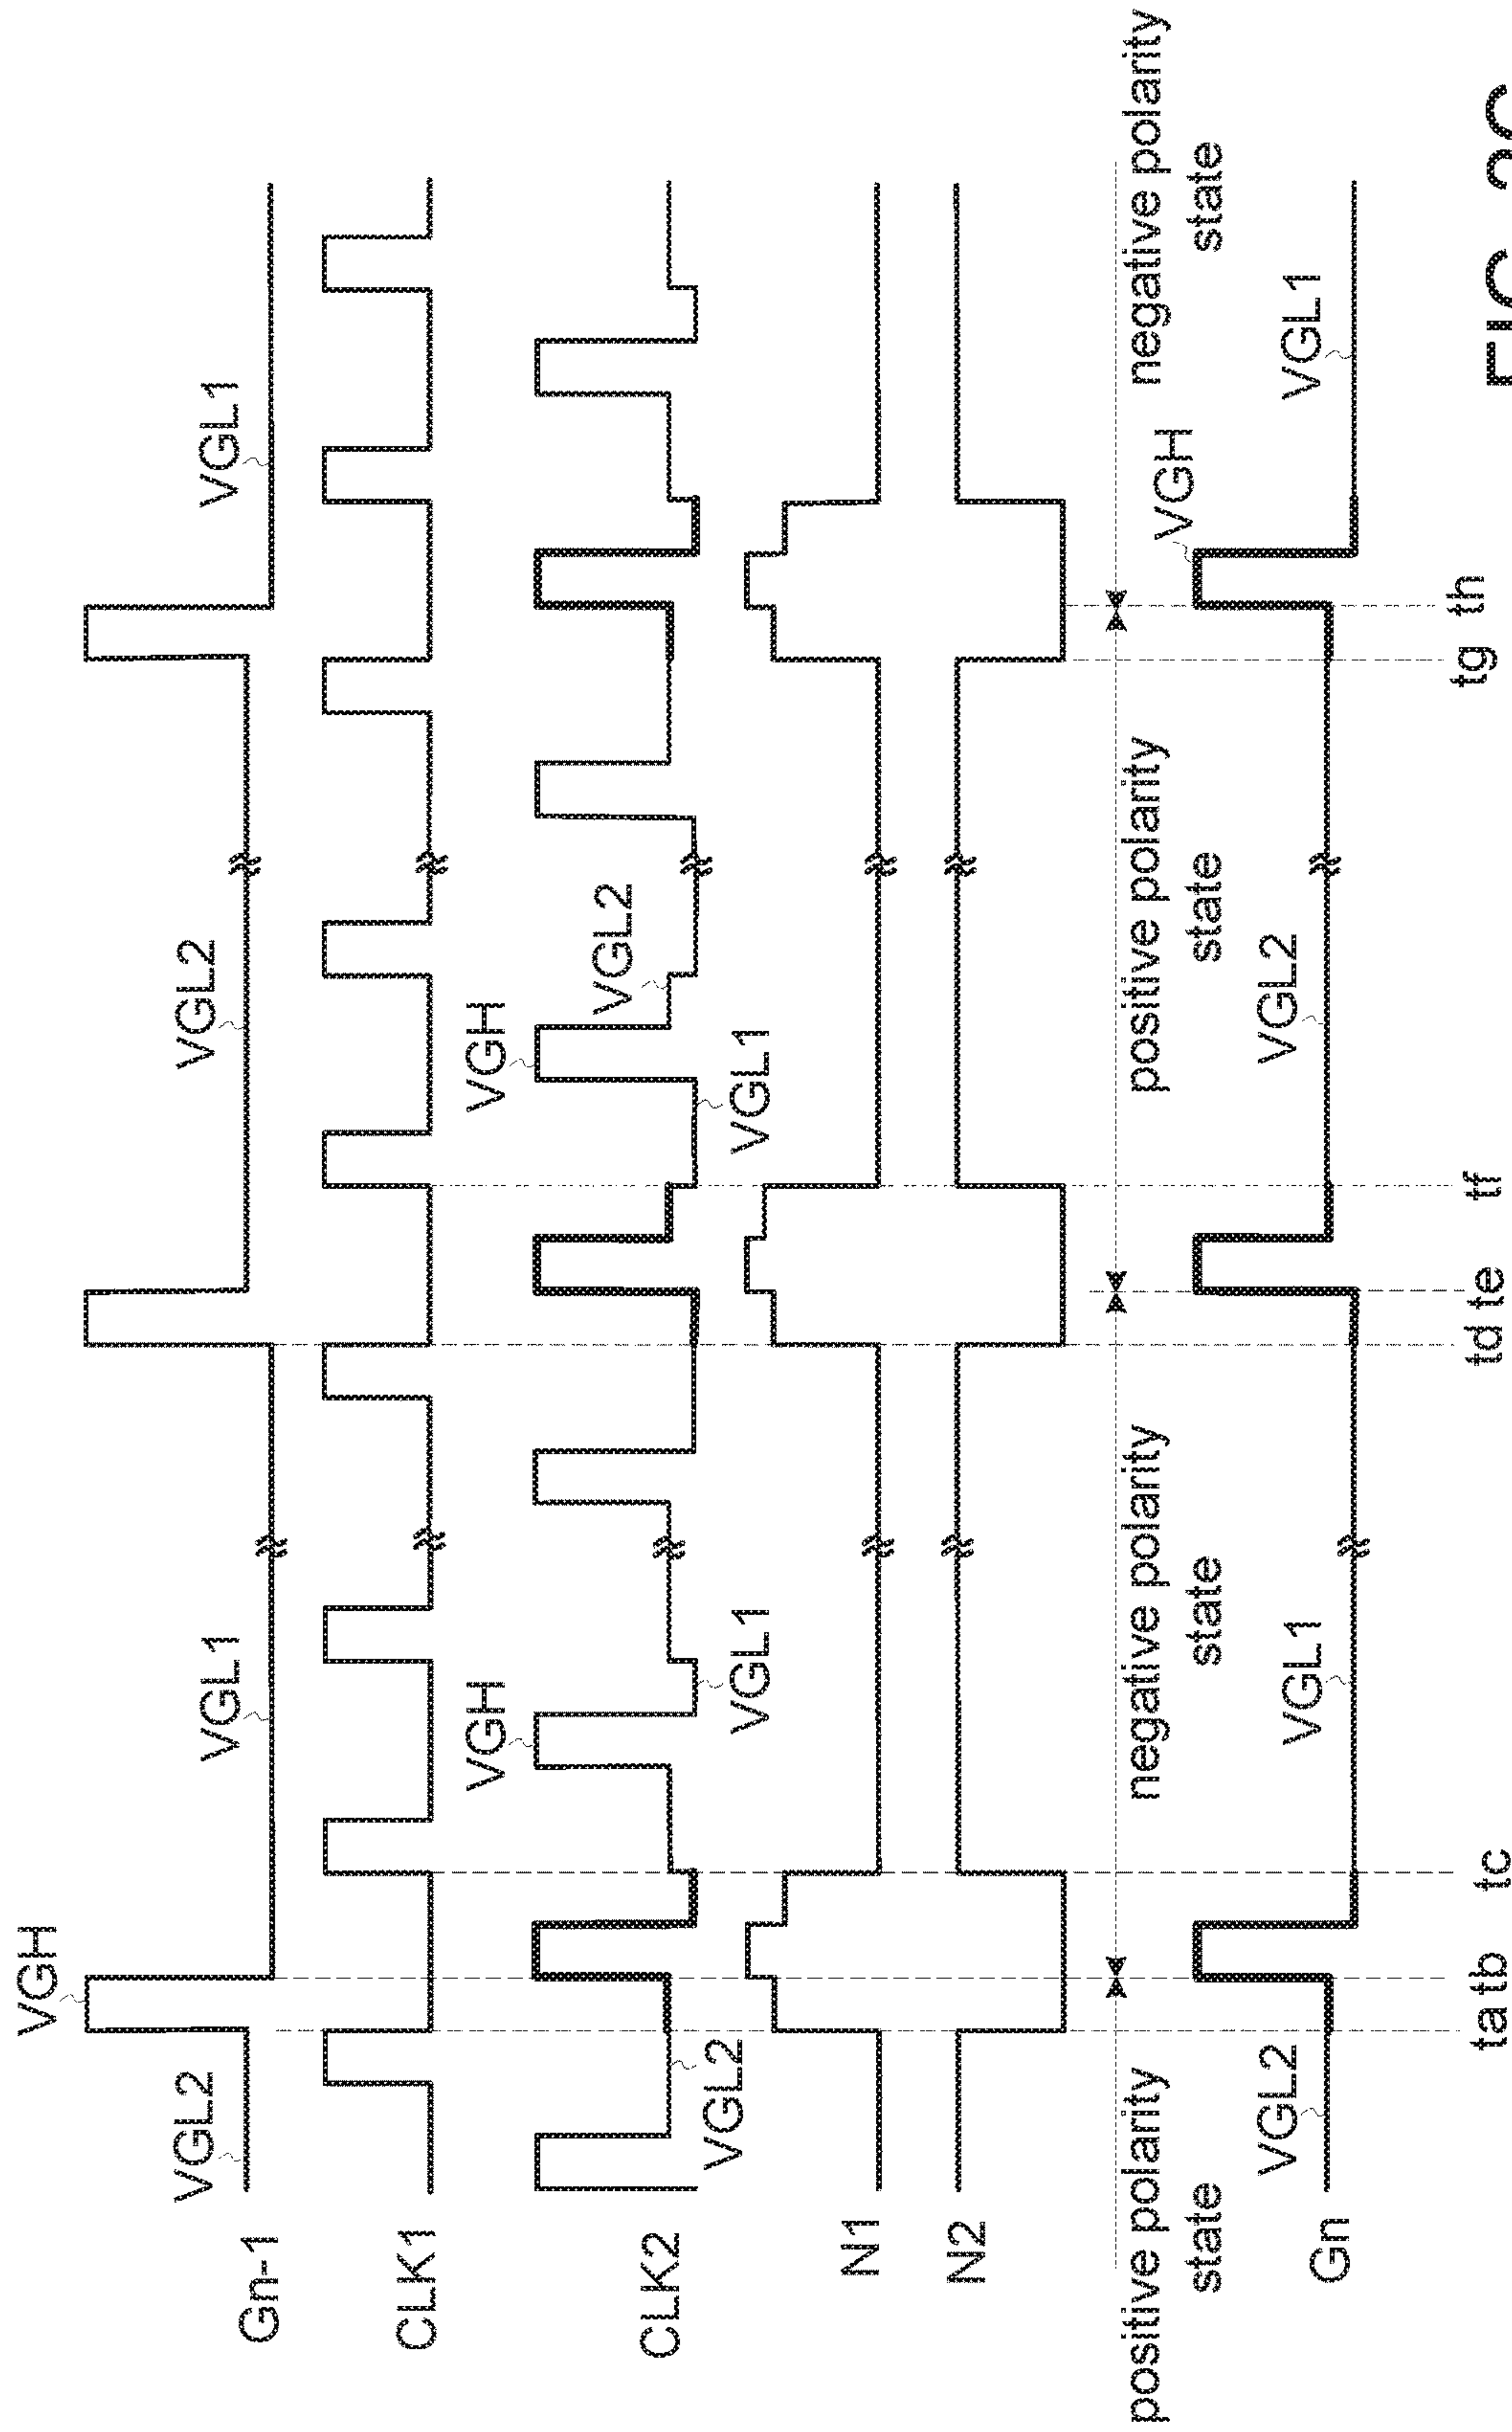 VGH
VGL2
VGL1
VGL2
VGL1
Gn-1
CLK1
VGH
VGH
VGL2
CLK2
VGL2
VGL1
VGL1
N1
N2
positive polarity
state
negative polarity
state
positive polarity
state
negative polarity
state
VGH
Gn
VGL2
VGL1
VGL2
VGL1
ta tb tc td te tf tg th